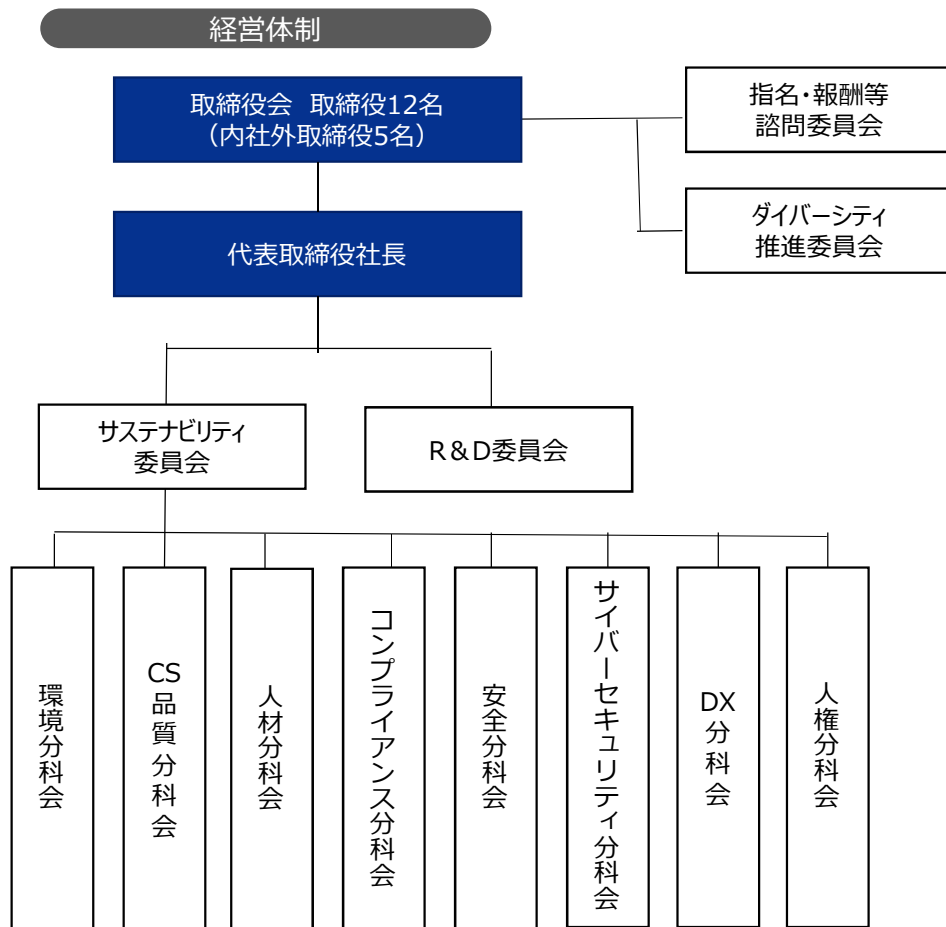 経営体制
取締役会 取締役12名
（内社外取締役5名）
指名・報酬等
諮問委員会
ダイバーシティ
推進委員会
代表取締役社長
サステナビリティ
委員会
R＆D委員会
環境分科会
CS
品質分科会
人材分科会
コンプライアンス分科会
安全分科会
サイバーセキュリティ分科会
DX
分科会
人権分科会